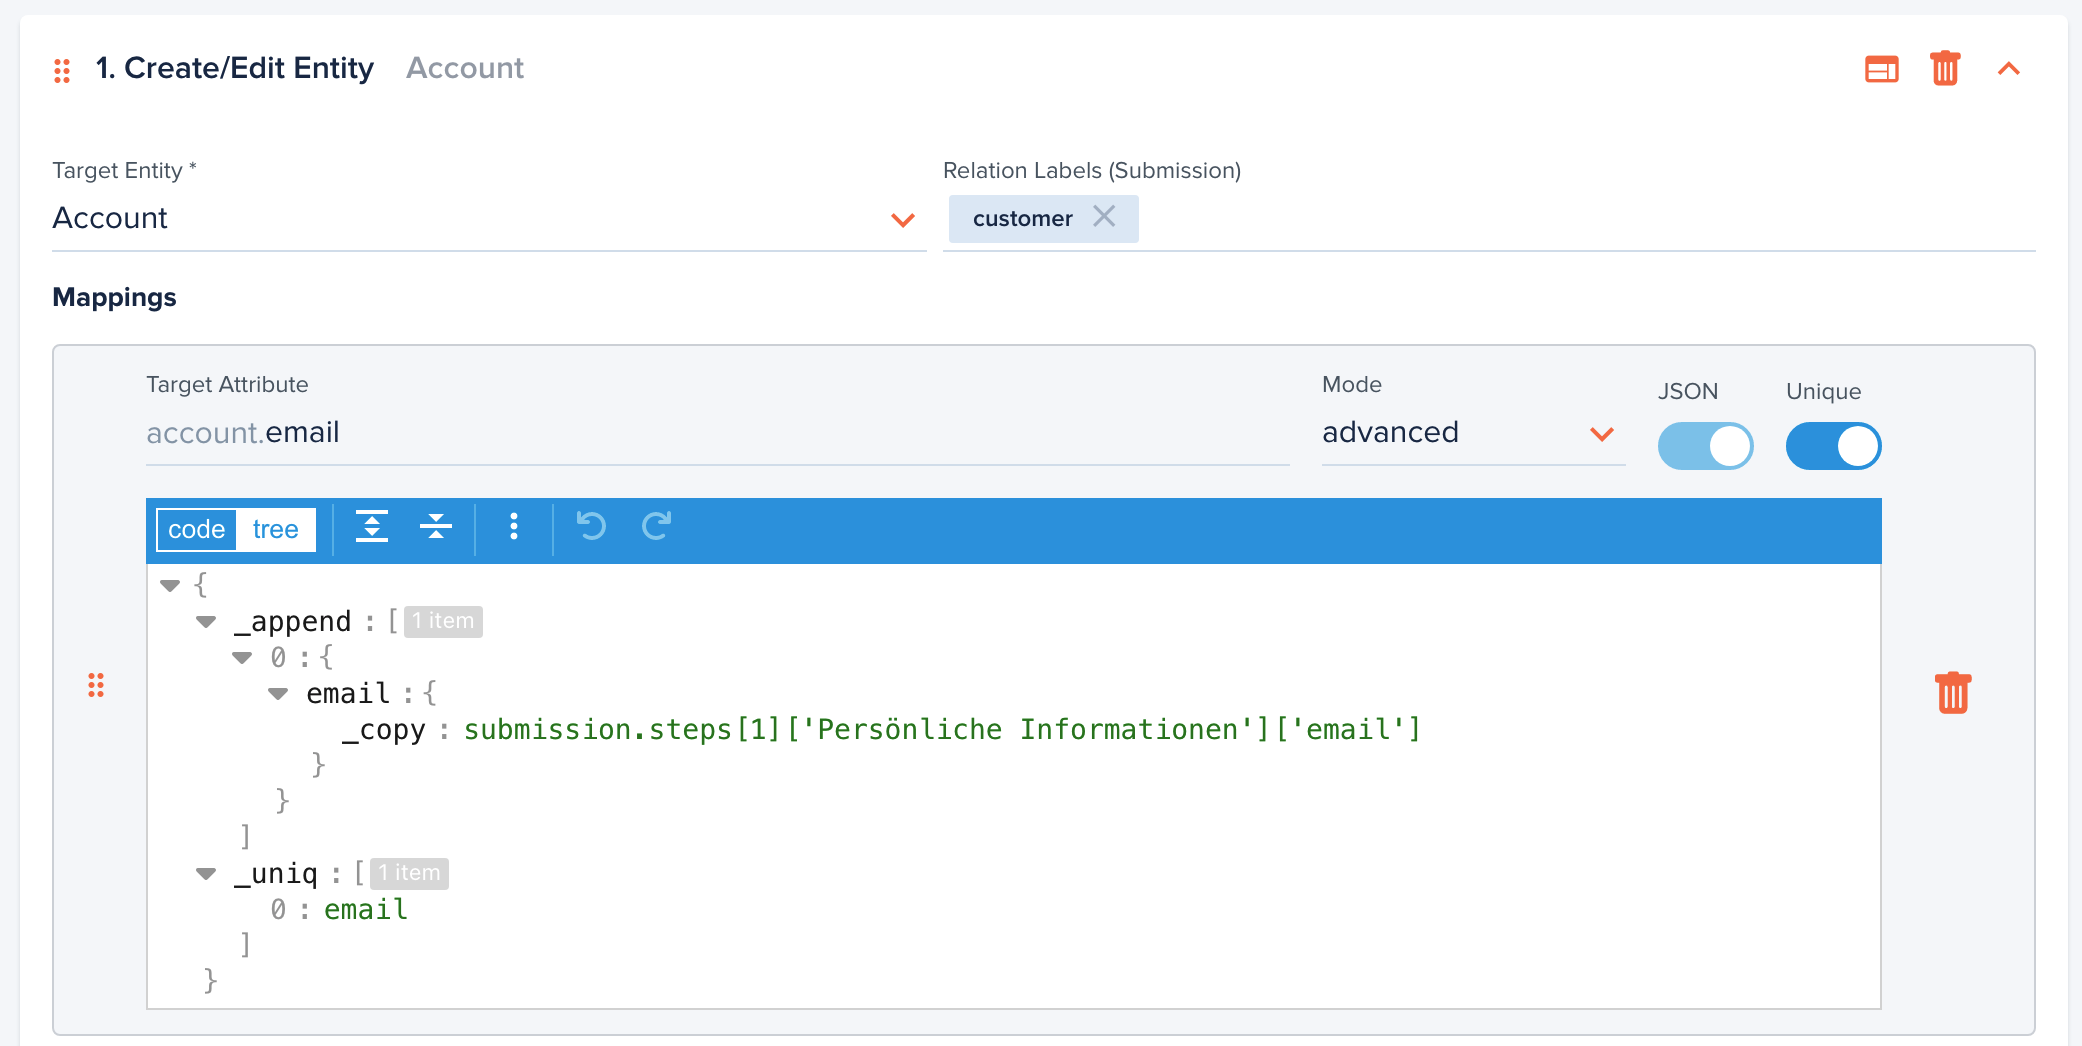 1. Create/Edit Entity Account
Target Entity *
Relation Labels (Submission)
Account
customer
Mappings
Target Attribute
Mode
JSON
Unique
account.email
advanced
code tree
{
_append : [ 1 item
0 : {
email : {
_copy : submission.steps[1]['Persönliche Informationen']['email']
}
}
]
_uniq : [ 1 item
0 : email
]
}